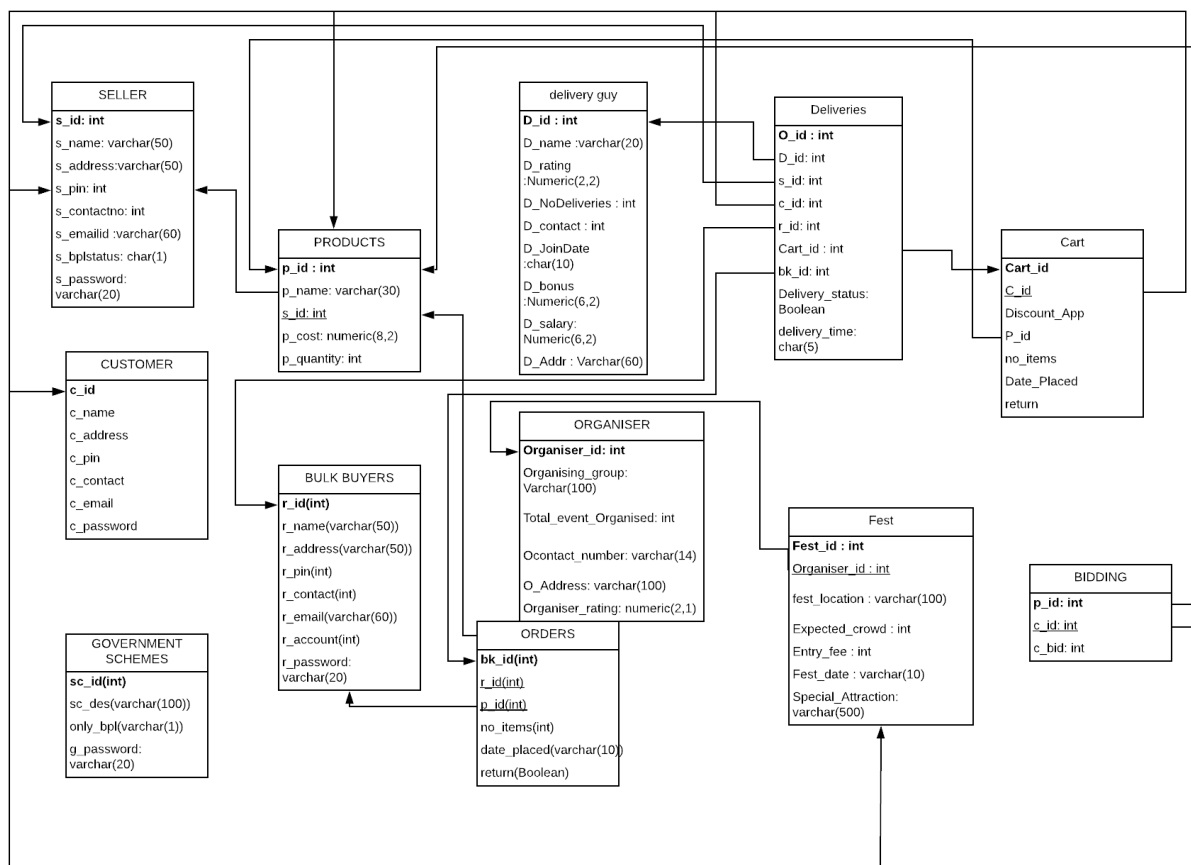 SELLER
s_id: int
s_name: varchar(50)
s_address:varchar(50)
s_pin: int
s_contactno: int
s_emailid :varchar(60)
s_bplstatus: char(1)
s_password:
varchar(20)
PRODUCTS
p_id : int
p_name: varchar(30)
s_id: int
p_cost: numeric(8,2)
p_quantity: int
delivery guy
D_id : int
D_name :varchar(20)
D_rating
:Numeric(2,2)
D_NoDeliveries : int
D_contact : int
D_JoinDate
:char(10)
D_bonus
:Numeric(6,2)
D_salary:
Numeric(6,2)
D_Addr : Varchar(60)
Deliveries
O_id : int
D_id: int
s_id: int
c_id: int
r_id: int
Cart_id : int
bk_id: int
Delivery_status:
Boolean
delivery_time:
char(5)
Cart
Cart_id
C_id
Discount_App
P_id
no_items
Date_Placed
return
CUSTOMER
c_id
c_name
c_address
c_pin
c_contact
c_email
c_password
BULK BUYERS
r_id(int)
r_name(varchar(50))
r_address(varchar(50))
r_pin(int)
r_contact(int)
r_email(varchar(60))
r_account(int)
r_password:
varchar(20)
ORGANISER
Organiser_id: int
Organising_group:
Varchar(100)
Total_event_Organised: int
Ocontact_number: varchar(14)
O_Address: varchar(100)
Organiser_rating: numeric(2,1)
Fest
Fest_id : int
Organiser_id : int
fest_location : varchar(100)
Expected_crowd : int
Entry_fee : int
Fest_date : varchar(10)
Special_Attraction:
varchar(500)
BIDDING
p_id: int
c_id: int
c_bid: int
GOVERNMENT
SCHEMES
sc_id(int)
sc_des(varchar(100))
only_bpl(varchar(1))
g_password:
varchar(20)
ORDERS
bk_id(int)
r_id(int)
p_id(int)
no_items(int)
date_placed(varchar(10))
return(Boolean)